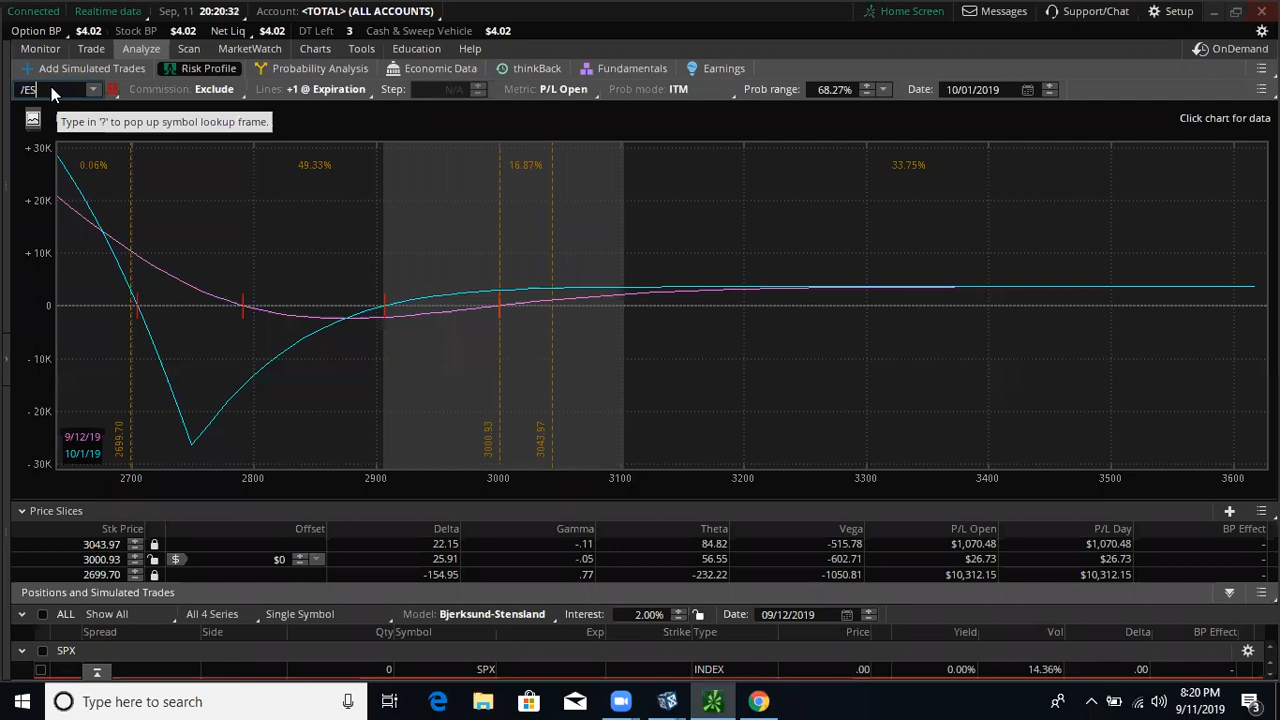 Connected Realtime data Sep, 11 20:20:32 Account: <TOTAL> (ALL ACCOUNTS) Home Screen Messages Support/Chat Setup
Option BP $4.02 Stock BP $4.02 Net Liq $4.02 DT Left 3 Cash & Sweep Vehicle $4.02
Monitor Trade Analyze Scan MarketWatch Charts Tools Education Help OnDemand
Add Simulated Trades Risk Profile Probability Analysis Economic Data thinkBack Fundamentals Earnings
/ES Commission: Exclude Lines: +1 @ Expiration Step: N/A Metric: P/L Open Prob mode: ITM Prob range: 68.27% Date: 10/01/2019
Type in '?' to pop up symbol lookup frame. Click chart for data
+30K 0.06% 49.33% 16.87% 33.75%
+20K
+10K
0
-10K
-20K
9/12/19
10/1/19
2699.70 3000.93 3043.97
-30K
2700 2800 2900 3000 3100 3200 3300 3400 3500 3600
Price Slices
Stk Price Offset Delta Gamma Theta Vega P/L Open P/L Day BP Effect
3043.97 22.15 -.11 84.82 -515.78 $1,070.48 $1,070.48 -
3000.93 $ $0 25.91 -.05 56.55 -602.71 $26.73 $26.73 -
2699.70 -154.95 .77 -232.22 -1050.81 $10,312.15 $10,312.15 -
Positions and Simulated Trades
ALL Show All All 4 Series Single Symbol Model: Bjerksund-Stensland Interest: 2.00% Date: 09/12/2019
Spread Side Qty Symbol Exp Strike Type Price Yield Vol Delta BP Effect
SPX
0 SPX INDEX .00 0.00% 14.36% .00 -
Type here to search
8:20 PM
9/11/2019
3